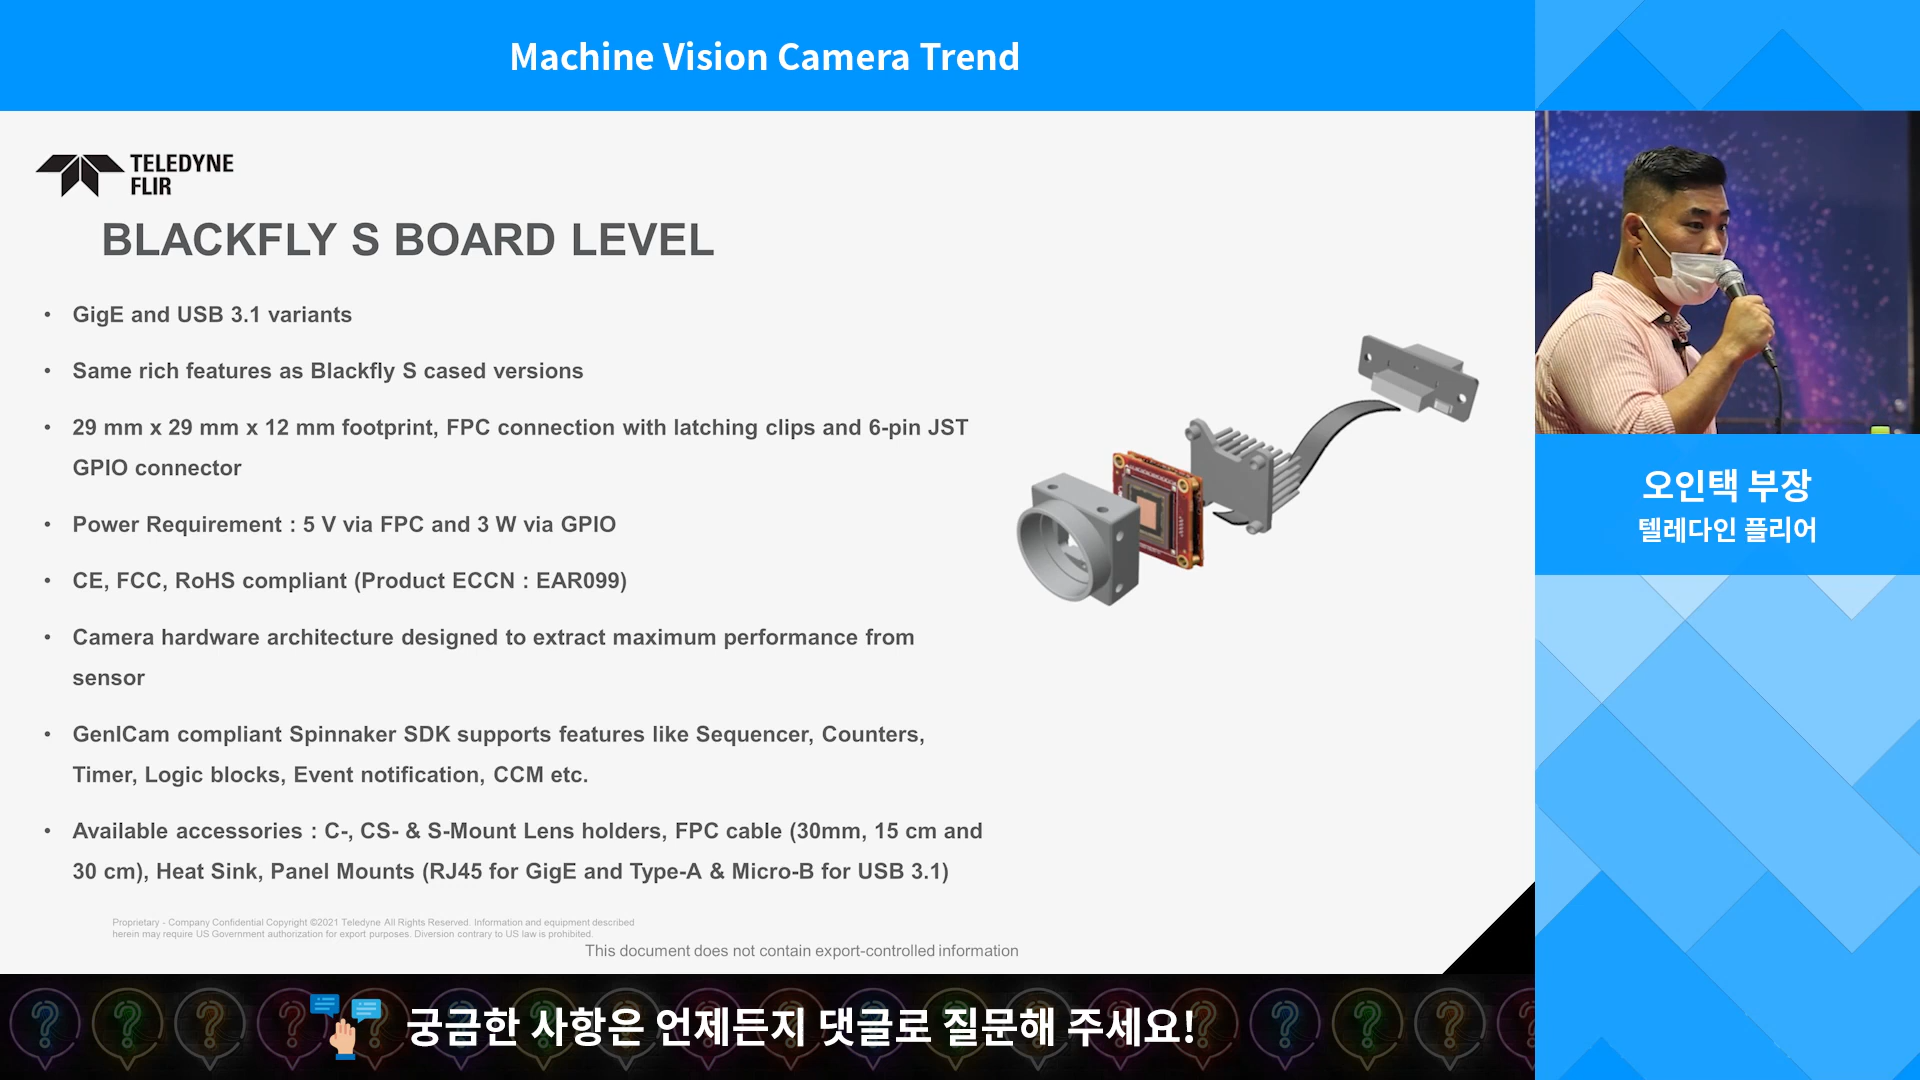 Machine Vision Camera Trend
TELEDYNE
FLIR
BLACKFLY S BOARD LEVEL
• GigE and USB 3.1 variants
• Same rich features as Blackfly S cased versions
• 29 mm x 29 mm x 12 mm footprint, FPC connection with latching clips and 6-pin JST
GPIO connector
• Power Requirement : 5 V via FPC and 3 W via GPIO
• CE, FCC, RoHS compliant (Product ECCN : EAR099)
• Camera hardware architecture designed to extract maximum performance from
sensor
• GenICam compliant Spinnaker SDK supports features like Sequencer, Counters,
Timer, Logic blocks, Event notification, CCM etc.
• Available accessories : C-, CS- & S-Mount Lens holders, FPC cable (30mm, 15 cm and
30 cm), Heat Sink, Panel Mounts (RJ45 for GigE and Type-A & Micro-B for USB 3.1)
Proprietary - Company Confidential Copyright ©2021 Teledyne All Rights Reserved. Information and equipment described
herein may require US Government authorization for export purposes. Diversion contrary to US law is prohibited.
This document does not contain export-controlled information
오인택 부장
텔레다인 플리어
궁금한 사항은 언제든지 댓글로 질문해 주세요!